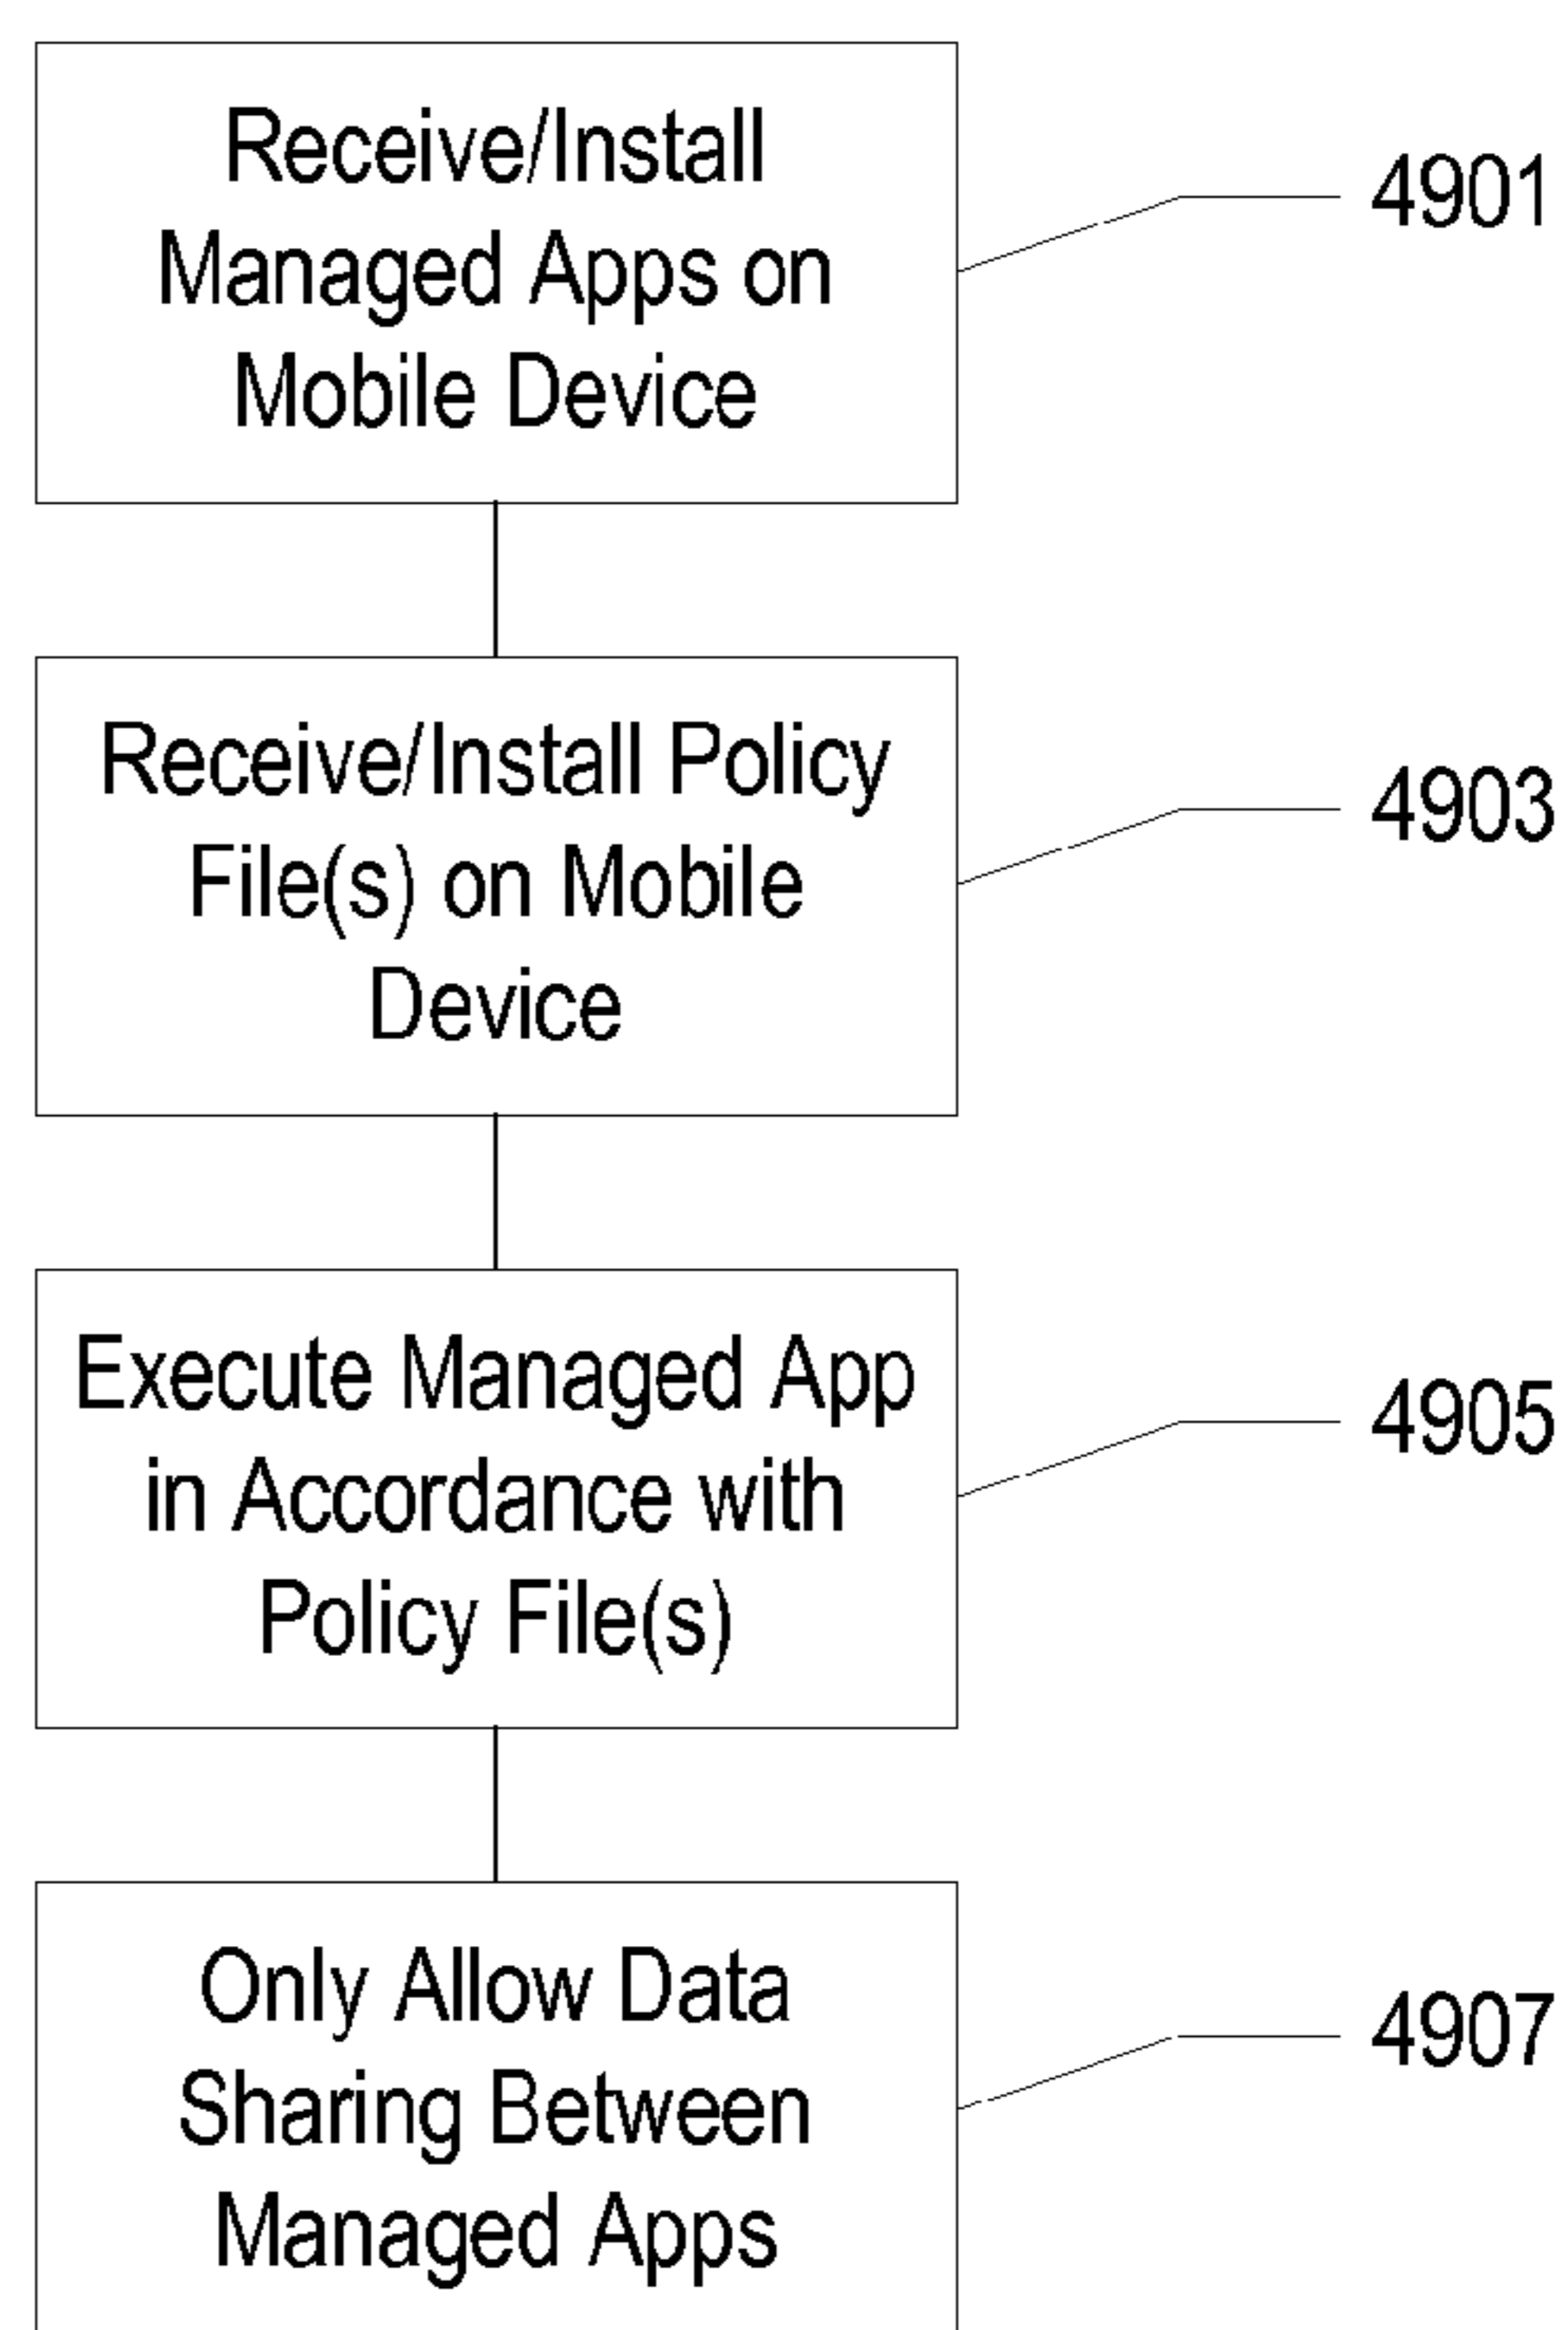 Receive/Install
Managed Apps on
Mobile Device
4901
Receive/Install Policy
File(s) on Mobile
Device
4903
Execute Managed App
in Accordance with
Policy File(s)
4905
Only Allow Data
Sharing Between
Managed Apps
4907